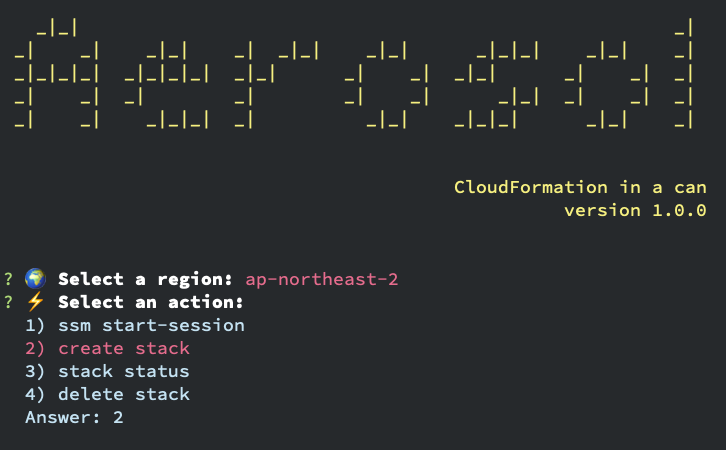 Aerosol
CloudFormation in a can
version 1.0.0
? 🌍 Select a region: ap-northeast-2
? ⚡ Select an action:
1) ssm start-session
2) create stack
3) stack status
4) delete stack
Answer: 2